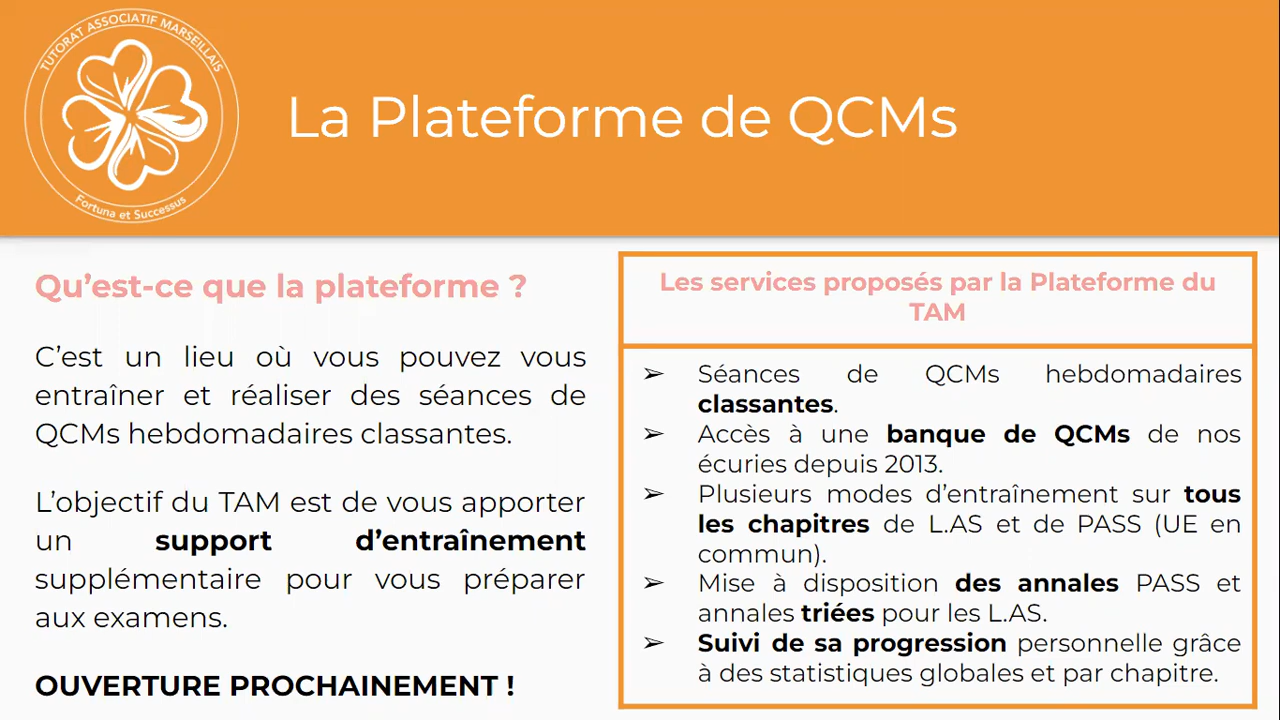 TUTORAT ASSOCIATIF MARSEILLAIS
Fortuna et Successus
La Plateforme de QCMs
Qu’est-ce que la plateforme ?
C’est un lieu où vous pouvez vous
entraîner et réaliser des séances de
QCMs hebdomadaires classantes.
L’objectif du TAM est de vous apporter
un support d’entraînement
supplémentaire pour vous préparer
aux examens.
OUVERTURE PROCHAINEMENT !
Les services proposés par la Plateforme du
TAM
➢ Séances de QCMs hebdomadaires
classantes.
➢ Accès à une banque de QCMs de nos
écuries depuis 2013.
➢ Plusieurs modes d’entraînement sur tous
les chapitres de L.AS et de PASS (UE en
commun).
➢ Mise à disposition des annales PASS et
annales triées pour les L.AS.
➢ Suivi de sa progression personnelle grâce
à des statistiques globales et par chapitre.